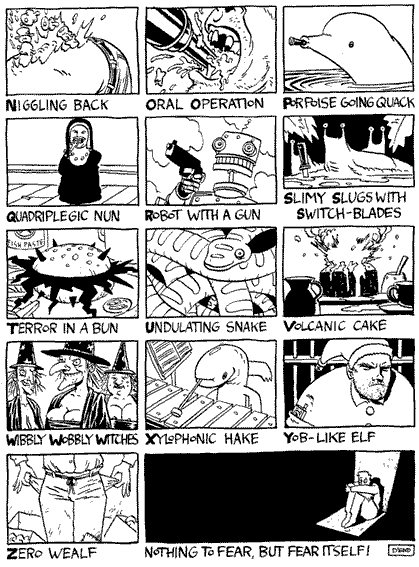 NIGGLING BACK
ORAL OPERATION
PORPOISE GOING QUACK
QUADRIPLEGIC NUN
ROBOT WITH A GUN
SLIMY SLUGS WITH
SWITCH-BLADES
FISH PASTE
TERROR IN A BUN
UNDULATING SNAKE
VOLCANIC CAKE
WIBBLY WOBBLY WITCHES
XYLOPHONIC HAKE
YOB-LIKE ELF
ZERO WEALF
NOTHING TO FEAR, BUT FEAR ITSELF!